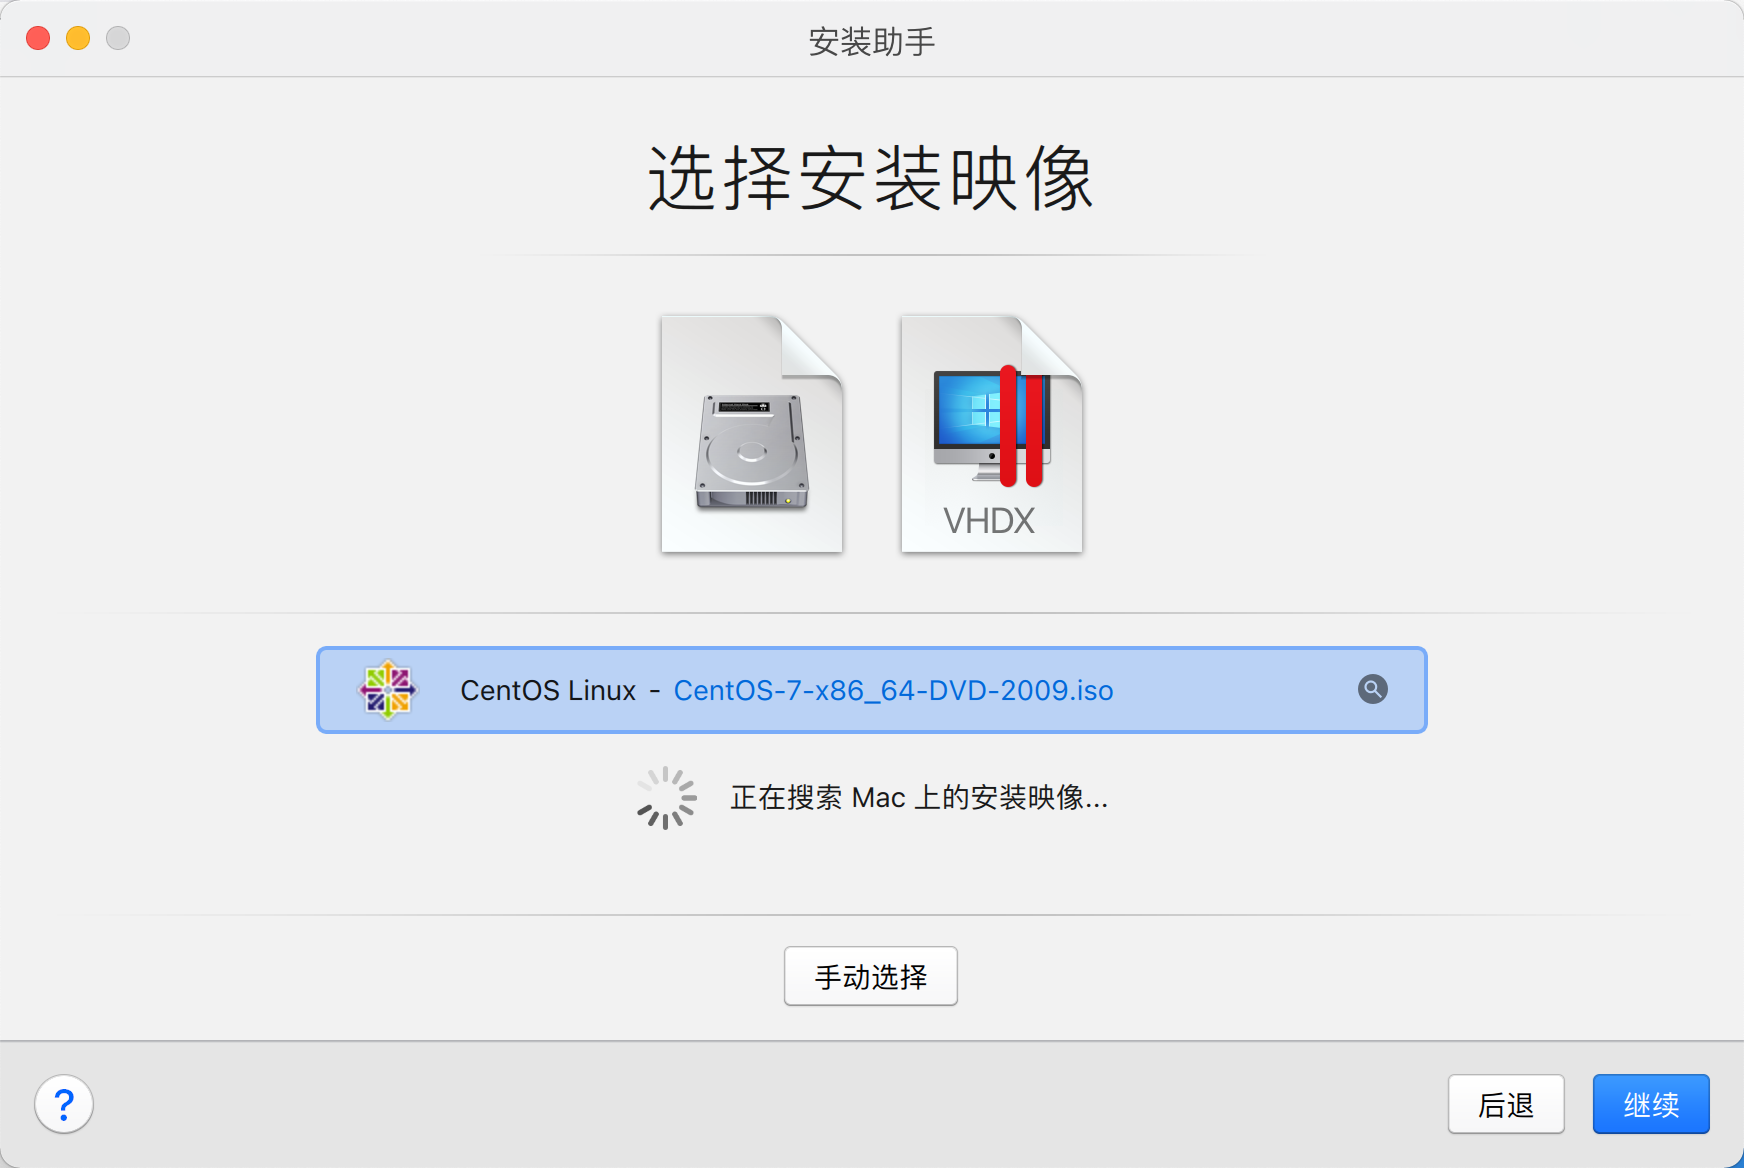 安装助手
选择安装映像
VHDX
CentOS Linux - CentOS-7-x86_64-DVD-2009.iso
正在搜索 Mac 上的安装映像...
手动选择
?
后退
继续